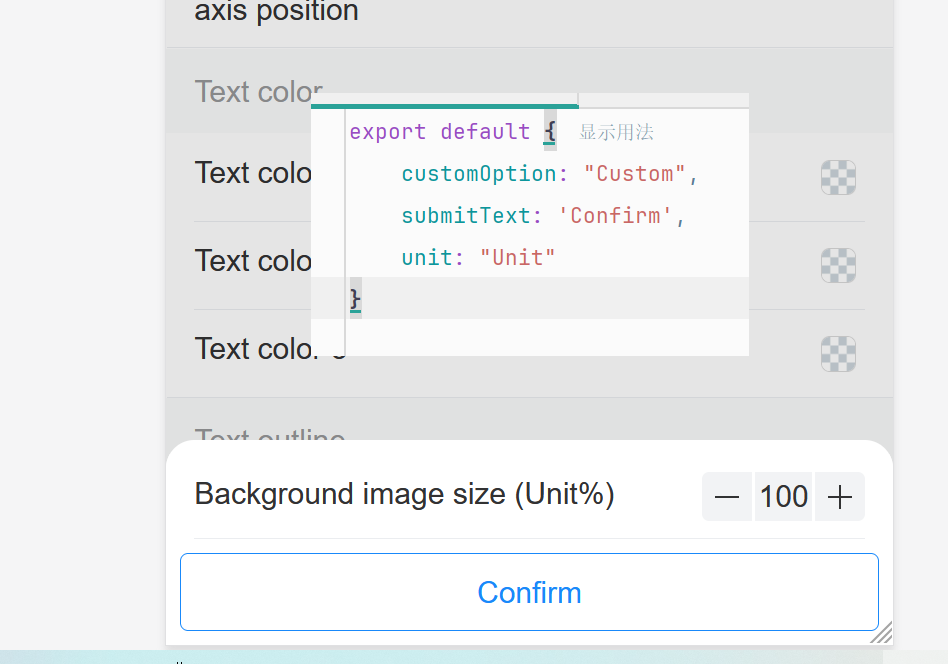 axis position
Text color
export default {  显示用法
Text colo
customOption: "Custom",
submitText: 'Confirm',
Text colo
unit: "Unit"
}
Text color
Text outline
Background image size (Unit%)
100
Confirm